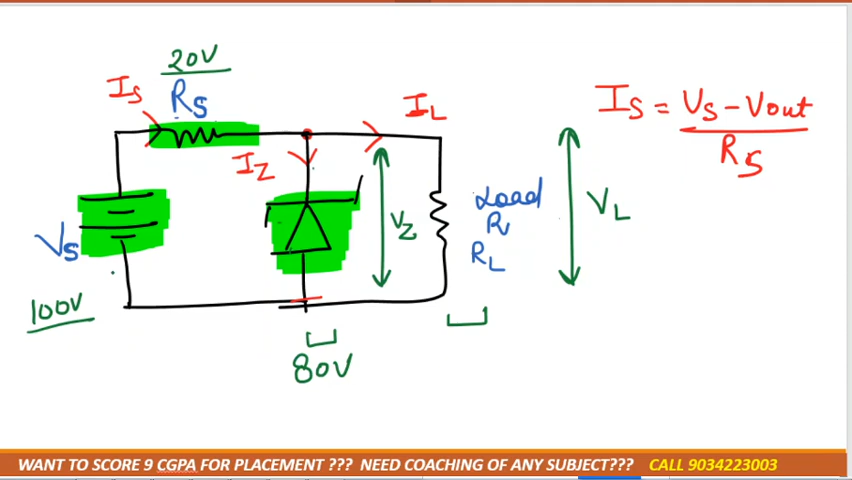 20V
Is
Rs
IL
Is = Vs - Vout
Rs
Iz
Vz
Load
R
RL
VL
Vs
100V
80V
WANT TO SCORE 9 CGPA FOR PLACEMENT ??? NEED COACHING OF ANY SUBJECT??? CALL 9034223003